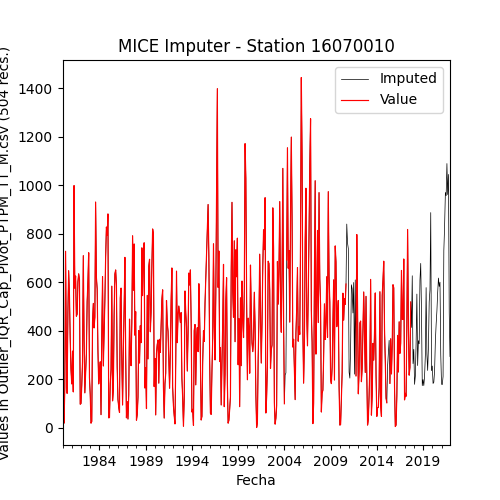 MICE Imputer - Station 16070010
Imputed
Value
1400
1200
1000
800
600
400
200
0
Values in Outlier_IQR_Cap_Pivot_PTPM_TT_M.csv (504 recs.)
1984 1989 1994 1999 2004 2009 2014 2019
Fecha